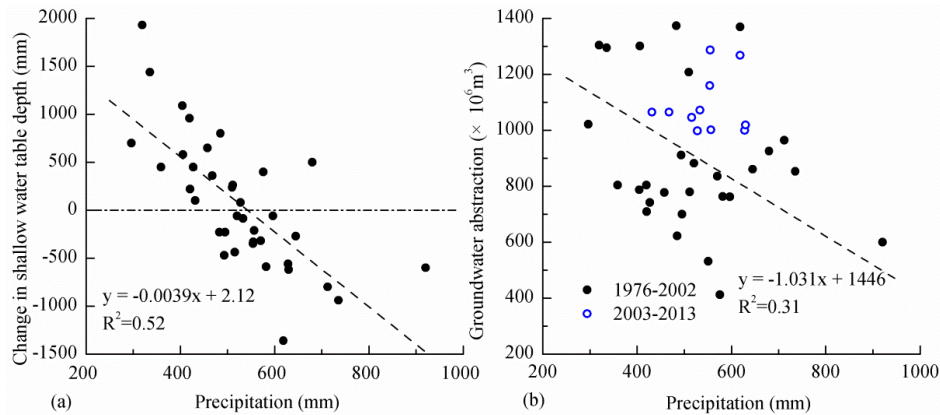 Change in shallow water table depth (mm)
2000
1500
1000
500
0
-500
-1000
-1500
y = -0.0039x + 2.12
R²=0.52
200 400 600 800 1000
(a) Precipitation (mm)
Groundwater abstraction (× 10⁶m³)
1400
1200
1000
800
600
400
200
1976-2002
2003-2013
y = -1.031x + 1446
R²=0.31
200 400 600 800 1000
(b) Precipitation (mm)